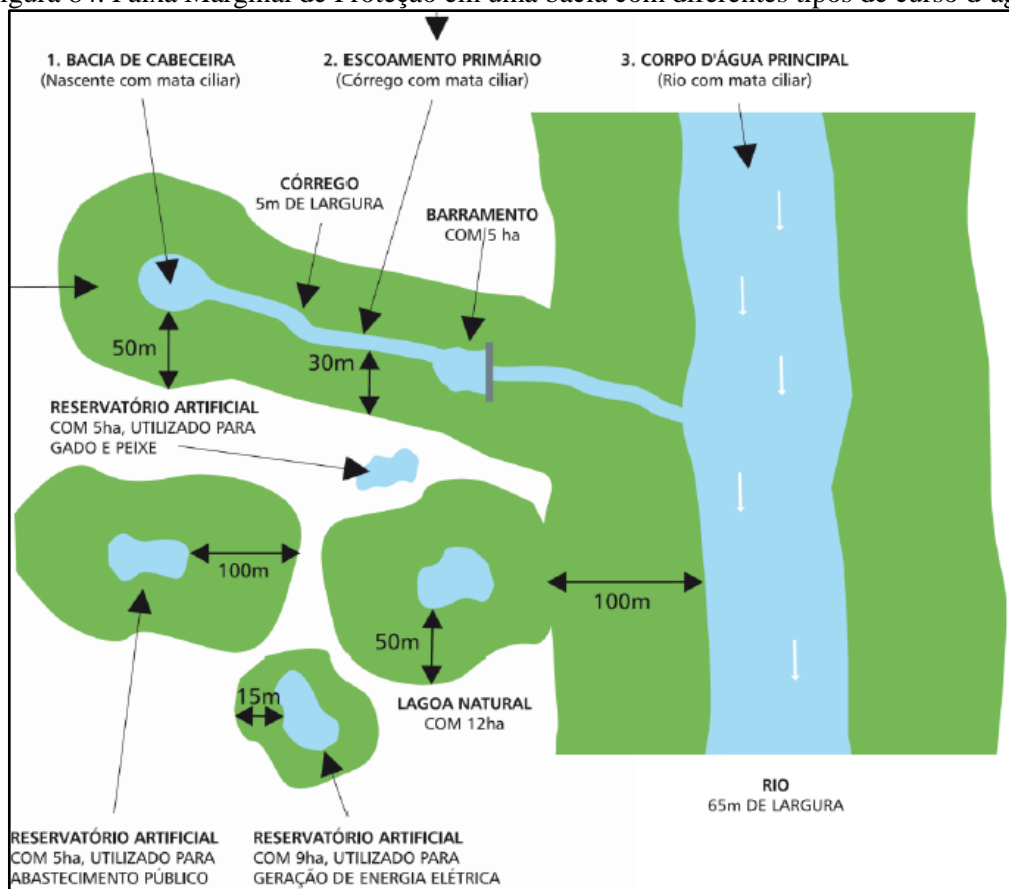 1. BACIA DE CABECEIRA
(Nascente com mata ciliar)
2. ESCOAMENTO PRIMÁRIO
(Córrego com mata ciliar)
3. CORPO D'ÁGUA PRINCIPAL
(Rio com mata ciliar)
CÓRREGO
5m DE LARGURA
BARRAMENTO
COM 5 ha
50m
30m
RESERVATÓRIO ARTIFICIAL
COM 5ha, UTILIZADO PARA
GADO E PEIXE
100m
100m
50m
15m
LAGOA NATURAL
COM 12ha
RIO
65m DE LARGURA
RESERVATÓRIO ARTIFICIAL
COM 5ha, UTILIZADO PARA
ABASTECIMENTO PÚBLICO
RESERVATÓRIO ARTIFICIAL
COM 9ha, UTILIZADO PARA
GERAÇÃO DE ENERGIA ELÉTRICA